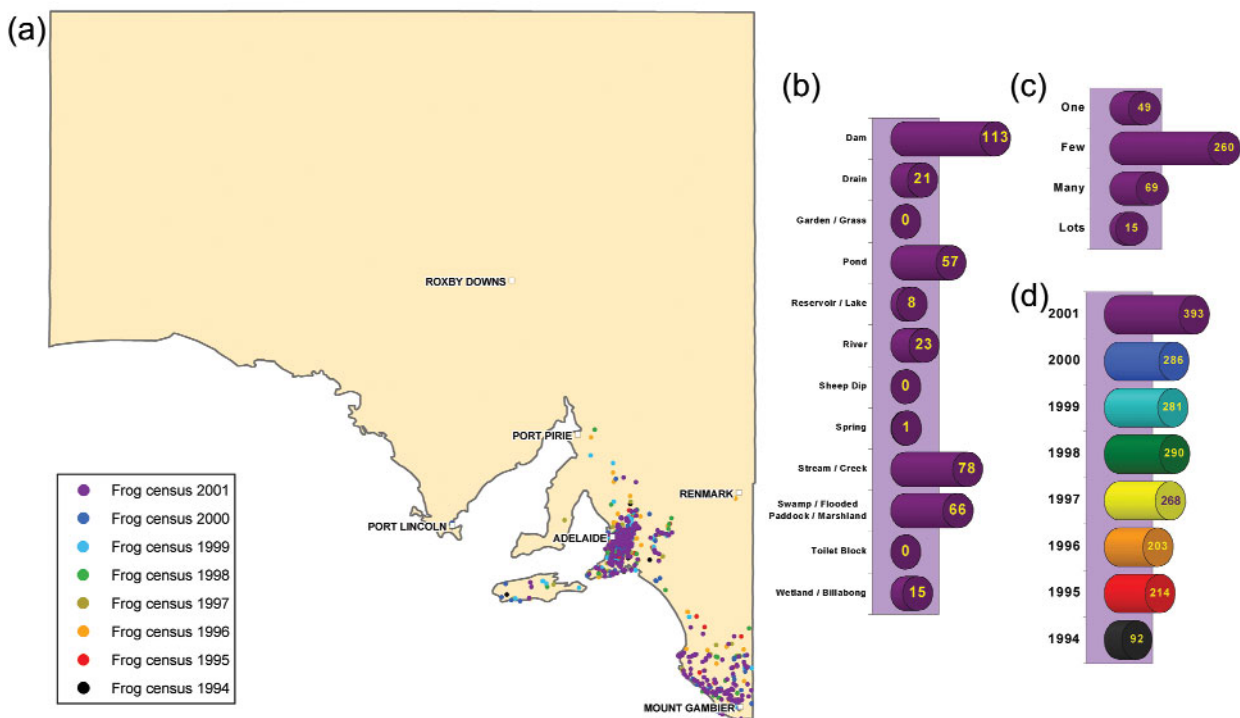 (a)
ROXBY DOWNS
PORT PIRIE
RENMARK
PORT LINCOLN
ADELAIDE
MOUNT GAMBIER
Frog census 2001
Frog census 2000
Frog census 1999
Frog census 1998
Frog census 1997
Frog census 1996
Frog census 1995
Frog census 1994
(b)
Dam 113
Drain 21
Garden / Grass 0
Pond 57
Reservoir / Lake 8
River 23
Sheep Dip 0
Spring 1
Stream / Creek 78
Swamp / Flooded
Paddock / Marshland 66
Toilet Block 0
Wetland / Billabong 15
(c)
One 49
Few 260
Many 69
Lots 15
(d)
2001 393
2000 286
1999 281
1998 290
1997 268
1996 203
1995 214
1994 92